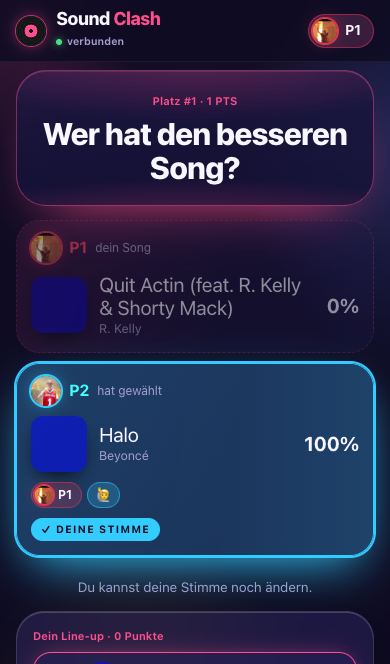 Sound Clash
verbunden
P1
Platz #1 · 1 PTS
Wer hat den besseren
Song?
P1 dein Song
Quit Actin (feat. R. Kelly
& Shorty Mack)
R. Kelly
0%
P2 hat gewählt
Halo
Beyoncé
100%
P1
✓ DEINE STIMME
Du kannst deine Stimme noch ändern.
Dein Line-up · 0 Punkte